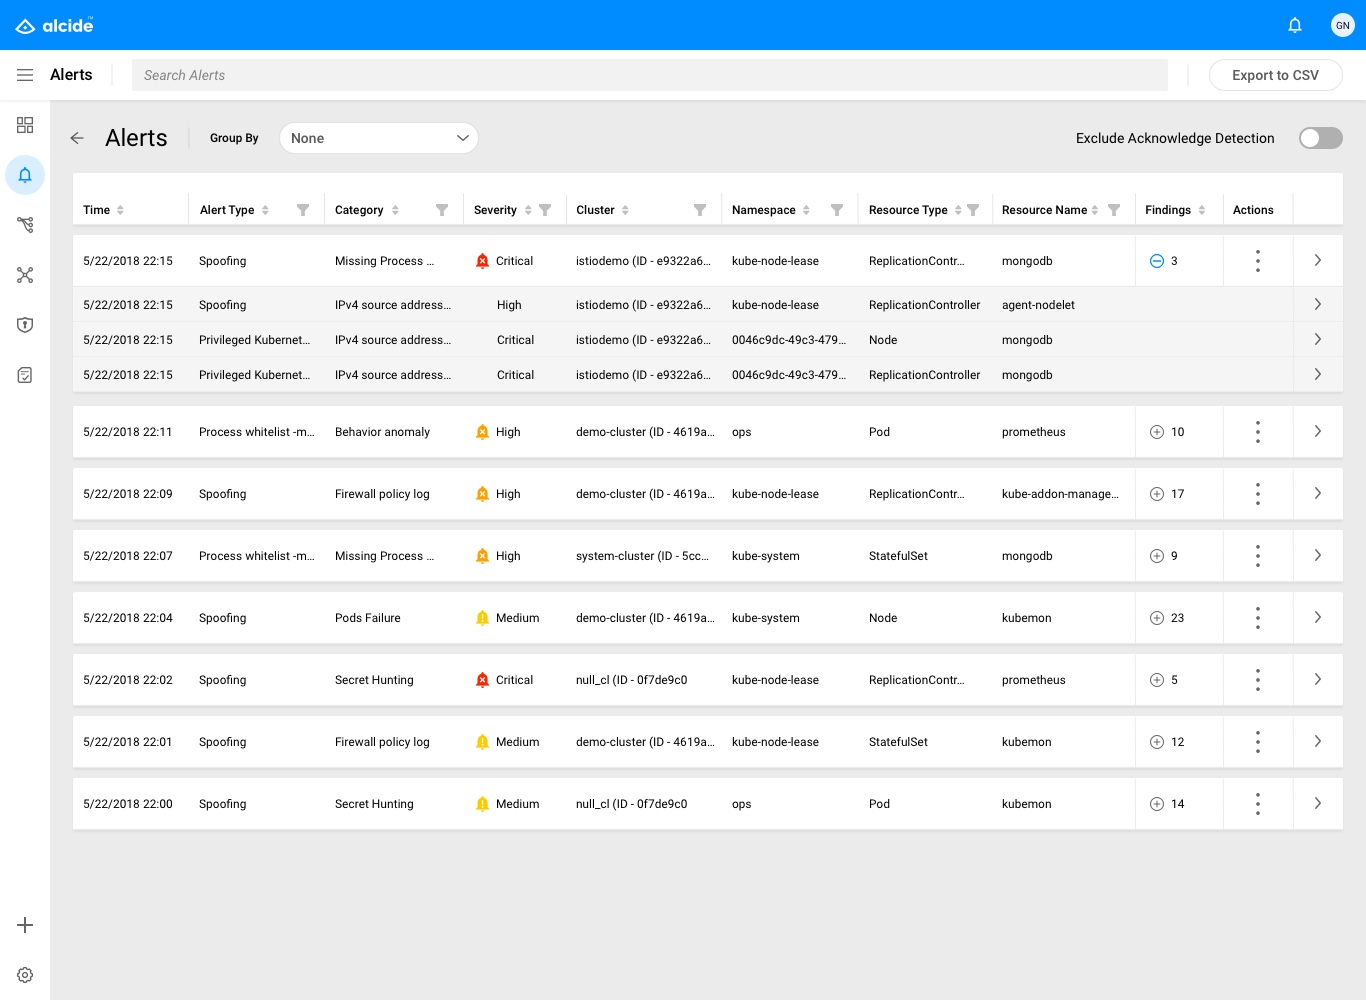 alcide™ GN
Alerts Search Alerts Export to CSV
Alerts Group By None Exclude Acknowledge Detection
Time Alert Type Category Severity Cluster Namespace Resource Type Resource Name Findings Actions
5/22/2018 22:15 Spoofing Missing Process ... Critical istiodemo (ID - e9322a6... kube-node-lease ReplicationContr... mongodb 3
5/22/2018 22:15 Spoofing IPv4 source address... High istiodemo (ID - e9322a6... kube-node-lease ReplicationController agent-nodelet
5/22/2018 22:15 Privileged Kubernet... IPv4 source address... Critical istiodemo (ID - e9322a6... 0046c9dc-49c3-479... Node mongodb
5/22/2018 22:15 Privileged Kubernet... IPv4 source address... Critical istiodemo (ID - e9322a6... 0046c9dc-49c3-479... ReplicationController mongodb
5/22/2018 22:11 Process whitelist -m... Behavior anomaly High demo-cluster (ID - 4619a... ops Pod prometheus 10
5/22/2018 22:09 Spoofing Firewall policy log High demo-cluster (ID - 4619a... kube-node-lease ReplicationContr... kube-addon-manage... 17
5/22/2018 22:07 Process whitelist -m... Missing Process ... High system-cluster (ID - 5cc... kube-system StatefulSet mongodb 9
5/22/2018 22:04 Spoofing Pods Failure Medium demo-cluster (ID - 4619a... kube-system Node kubemon 23
5/22/2018 22:02 Spoofing Secret Hunting Critical null_cl (ID - 0f7de9c0 kube-node-lease ReplicationContr... prometheus 5
5/22/2018 22:01 Spoofing Firewall policy log Medium demo-cluster (ID - 4619a... kube-node-lease StatefulSet kubemon 12
5/22/2018 22:00 Spoofing Secret Hunting Medium null_cl (ID - 0f7de9c0 ops Pod kubemon 14